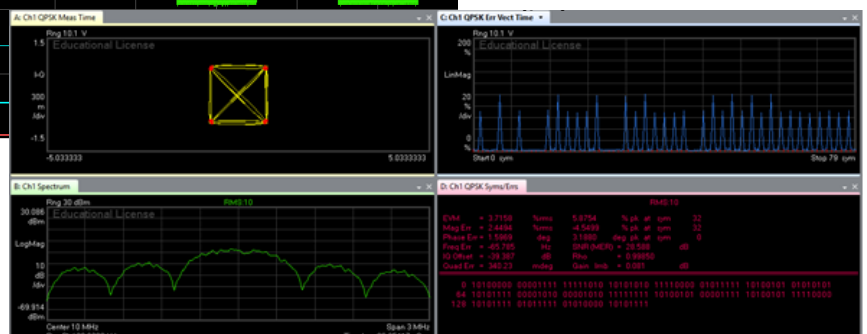 A: Ch1 QPSK Meas Time
Rng 10.1 V
1.5
Educational License
I-Q
300
m
/div
-1.5
-5.033333 5.0333333
C: Ch1 QPSK Err Vect Time
Rng 10.1 V
200
%
Educational License
LinMag
20
%
/div
0
%
Start 0 sym Stop 79 sym
B: Ch1 Spectrum
Rng 30 dBm RMS:10
30.086
dBm
Educational License
LogMag
10
dB
/div
-69.914
dBm
Center 10 MHz Span 3 MHz
D: Ch1 QPSK Syms/Errs
RMS:10
EVM = 3.7158 %rms 5.8754 % pk at sym 32
Mag Err = 2.4494 %rms -4.5499 % pk at sym 32
Phase Err = 1.5969 deg 3.1980 deg pk at sym 0
Freq Err = -65.785 Hz SNR(MER) = 28.599 dB
IQ Offset = -39.387 dB Rho =
Quad Err = 340.23 mdeg Gain Imb = 0.081 dB
0 10100000 00001111 11111010 10101010 11110000 01011111 10100101 01010101
64 10101111 00001010 00001010 11111111 10100101 00001111 10100101 11110000
128 10101111 01011111 01010000 10101111